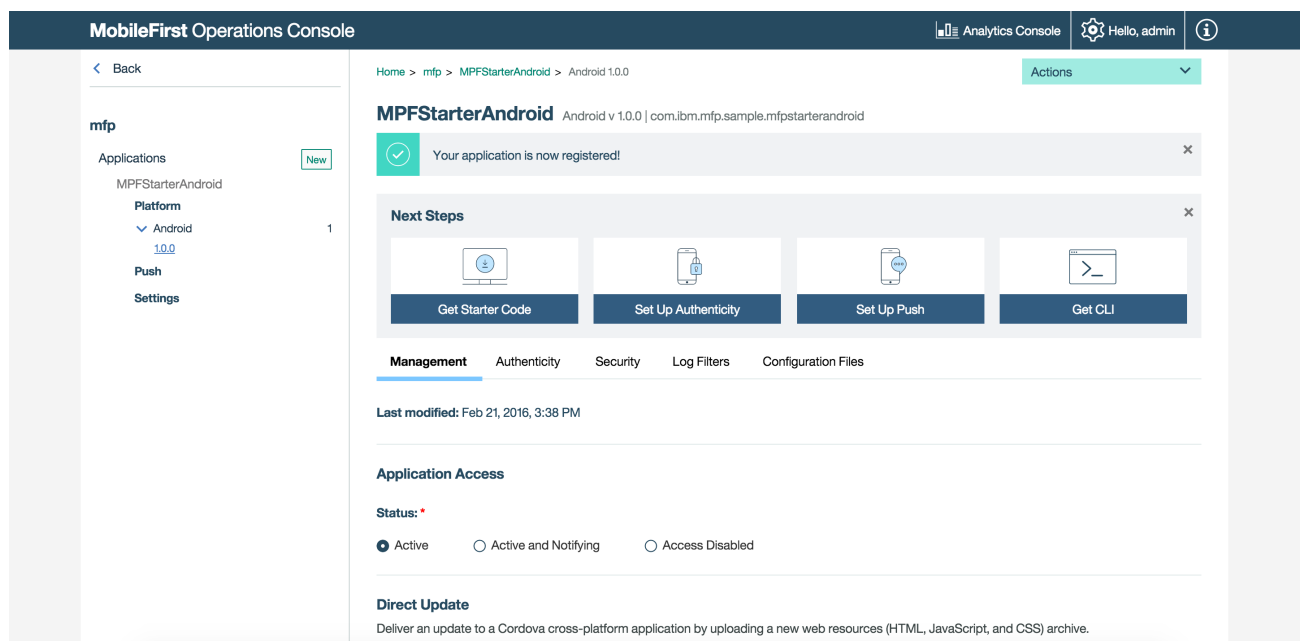 MobileFirst Operations Console
Analytics Console
Hello, admin
Back
mfp
Applications
New
MPFStarterAndroid
Platform
Android 1
1.0.0
Push
Settings
Home > mfp > MPFStarterAndroid > Android 1.0.0
Actions
MPFStarterAndroid Android v 1.0.0 | com.ibm.mfp.sample.mfpstarterandroid
Your application is now registered!
Next Steps
Get Starter Code
Set Up Authenticity
Set Up Push
Get CLI
Management Authenticity Security Log Filters Configuration Files
Last modified: Feb 21, 2016, 3:38 PM
Application Access
Status: *
Active Active and Notifying Access Disabled
Direct Update
Deliver an update to a Cordova cross-platform application by uploading a new web resources (HTML, JavaScript, and CSS) archive.